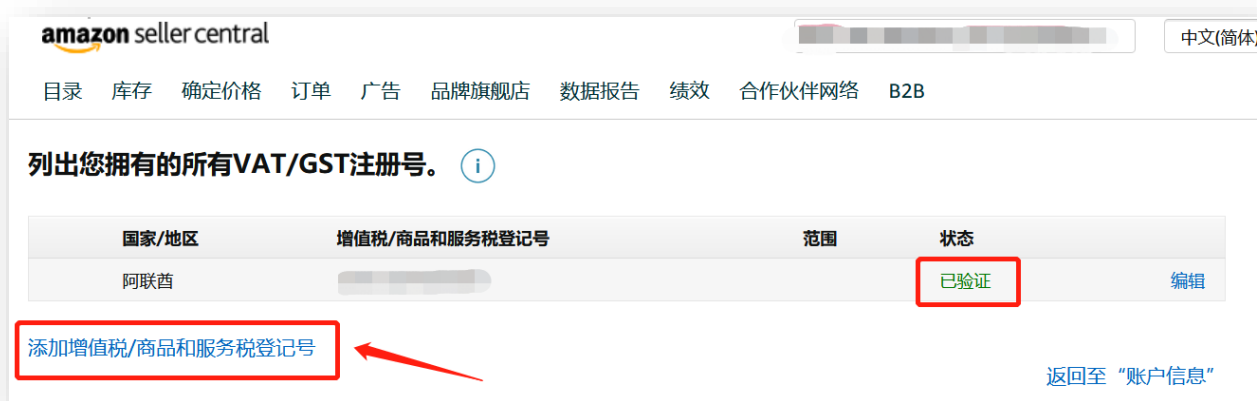 amazon seller central
中文(简体)
目录 库存 确定价格 订单 广告 品牌旗舰店 数据报告 绩效 合作伙伴网络 B2B
列出您拥有的所有VAT/GST注册号。 i
国家/地区 增值税/商品和服务税登记号 范围 状态
阿联酋 已验证 编辑
添加增值税/商品和服务税登记号
返回至“账户信息”